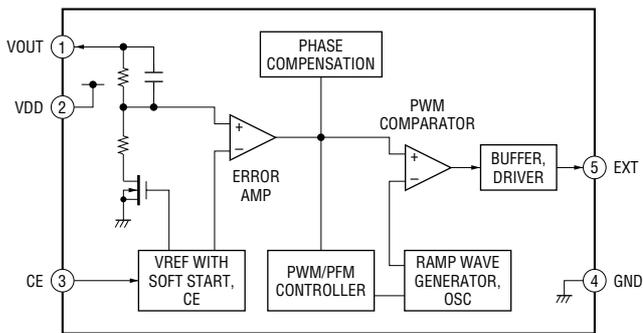 VOUT 1
VDD 2
CE 3
PHASE
COMPENSATION
+
−
ERROR
AMP
PWM
COMPARATOR
+
−
BUFFER,
DRIVER
5 EXT
VREF WITH
SOFT START,
CE
PWM/PFM
CONTROLLER
RAMP WAVE
GENERATOR,
OSC
4 GND